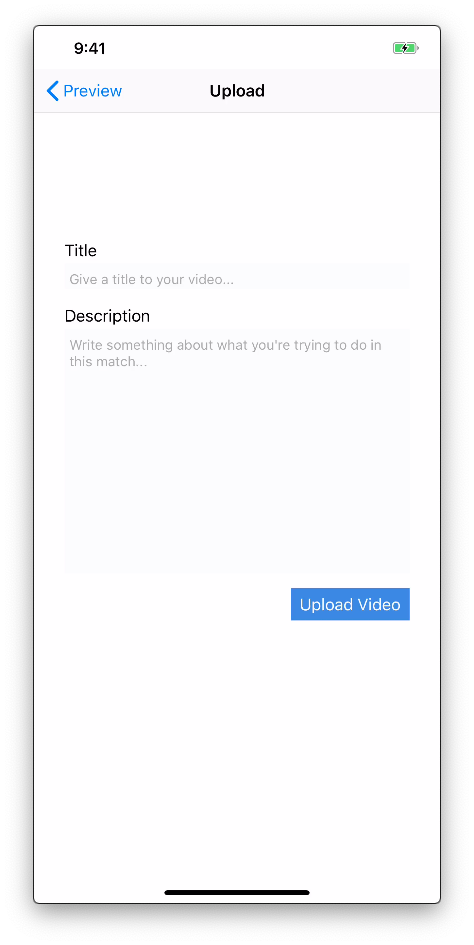 9:41
Preview
Upload
Title
Give a title to your video...
Description
Write something about what you're trying to do in
this match...
Upload Video